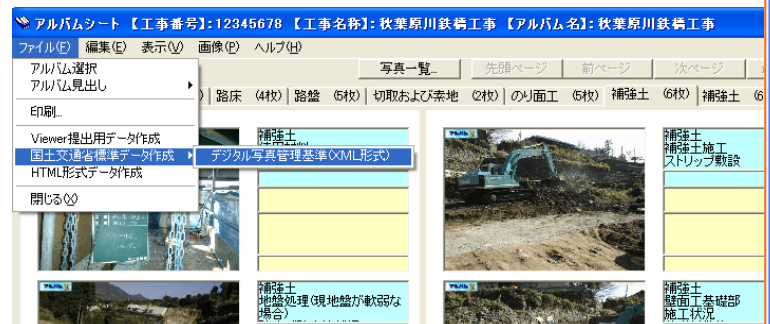 アルバムシート 【工事番号】:12345678 【工事名称】:秋葉原川鉄橋工事 【アルバム名】:秋葉原川鉄橋工事
ファイル(F) 編集(E) 表示(V) 画像(P) ヘルプ(H)
アルバム選択
アルバム見出し
印刷...
Viewer提出用データ作成
国土交通省標準データ作成
デジタル写真管理基準(XML形式)
HTML形式データ作成
閉じる(X)
写真一覧... 先頭ページ 前ページ 次ページ
路床 (4枚) 路盤 (5枚) 切取および素地 (2枚) のり面工 (5枚) 補強土 (6枚) 補強土 (6
補強土
補強土
補強土施工
ストリップ敷設
補強土
地盤処理(現地盤が軟弱な
場合)
補強土
壁面工基礎部
施工状況